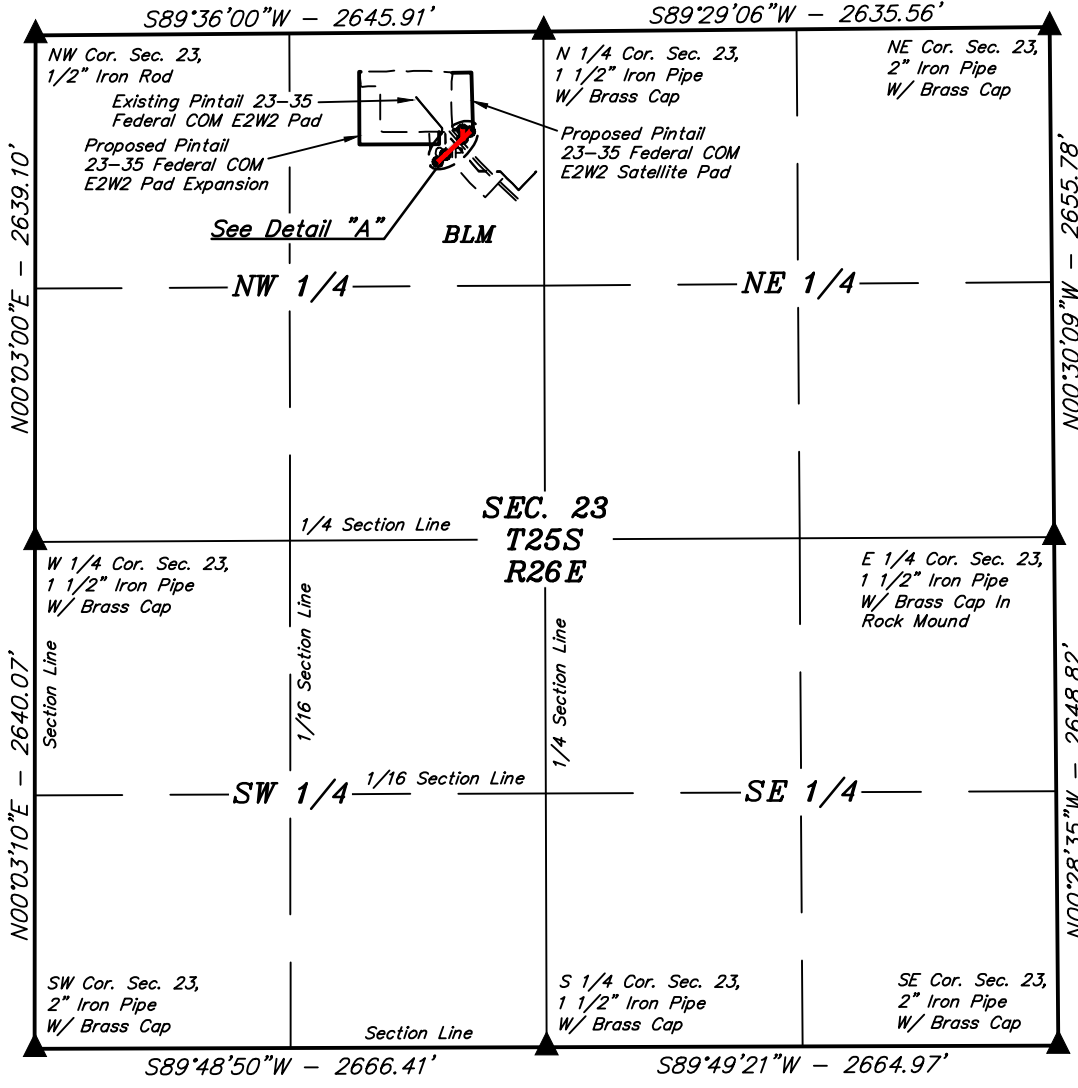 S89°36'00"W - 2645.91'
S89°29'06"W - 2635.56'
NW Cor. Sec. 23,
1/2" Iron Rod
Existing Pintail 23-35
Federal COM E2W2 Pad
Proposed Pintail
23-35 Federal COM
E2W2 Pad Expansion
See Detail "A"
BLM
N 1/4 Cor. Sec. 23,
1 1/2" Iron Pipe
W/ Brass Cap
Proposed Pintail
23-35 Federal COM
E2W2 Satellite Pad
NE Cor. Sec. 23,
2" Iron Pipe
W/ Brass Cap
N00°03'00"E - 2639.10'
N00°30'09"W - 2655.78'
NW 1/4
NE 1/4
SEC. 23
T25S
R26E
1/4 Section Line
W 1/4 Cor. Sec. 23,
1 1/2" Iron Pipe
W/ Brass Cap
E 1/4 Cor. Sec. 23,
1 1/2" Iron Pipe
W/ Brass Cap In
Rock Mound
Section Line
1/16 Section Line
1/4 Section Line
N00°03'10"E - 2640.07'
N00°28'35"W - 2648.82'
SW 1/4
1/16 Section Line
SE 1/4
SW Cor. Sec. 23,
2" Iron Pipe
W/ Brass Cap
Section Line
S 1/4 Cor. Sec. 23,
1 1/2" Iron Pipe
W/ Brass Cap
SE Cor. Sec. 23,
2" Iron Pipe
W/ Brass Cap
S89°48'50"W - 2666.41'
S89°49'21"W - 2664.97'